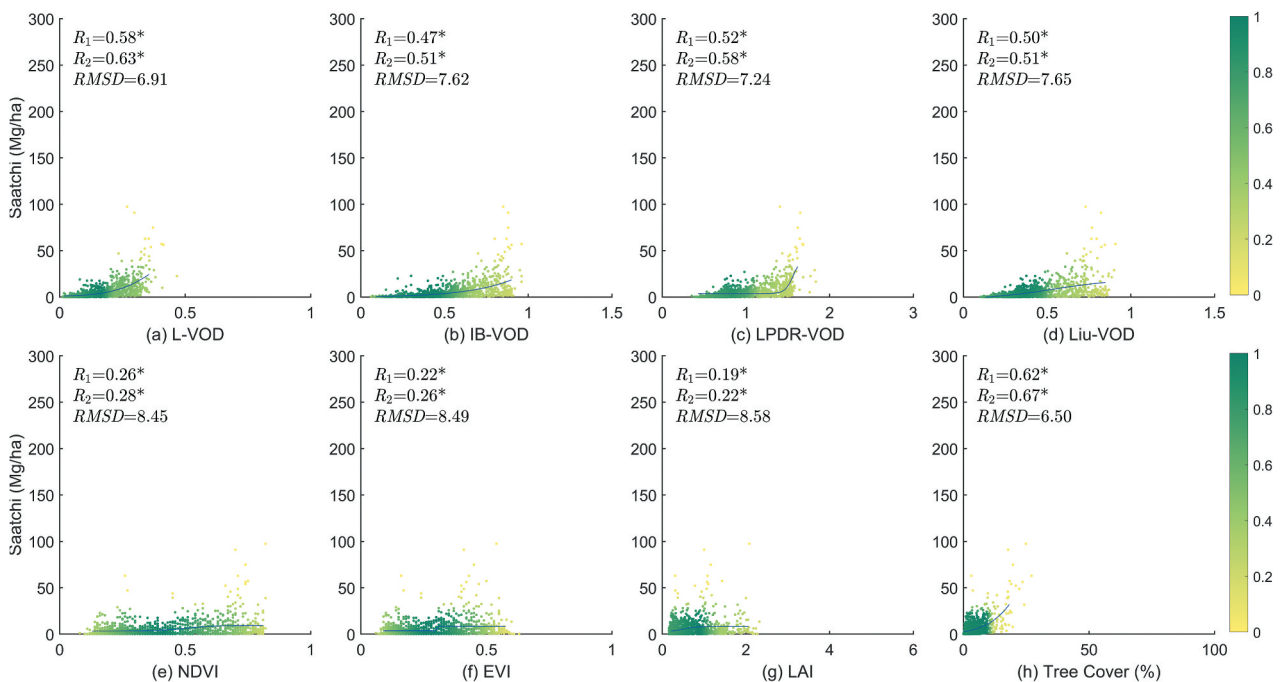 300
250
200
150
100
50
0
Saatchi (Mg/ha)
R1=0.58*
R2=0.63*
RMSD=6.91
0 0.5 1
(a) L-VOD
300
250
200
150
100
50
0
R1=0.47*
R2=0.51*
RMSD=7.62
0 0.5 1 1.5
(b) IB-VOD
300
250
200
150
100
50
0
R1=0.52*
R2=0.58*
RMSD=7.24
0 1 2 3
(c) LPDR-VOD
300
250
200
150
100
50
0
R1=0.50*
R2=0.51*
RMSD=7.65
0 0.5 1 1.5
(d) Liu-VOD
1
0.8
0.6
0.4
0.2
0
300
250
200
150
100
50
0
Saatchi (Mg/ha)
R1=0.26*
R2=0.28*
RMSD=8.45
0 0.5 1
(e) NDVI
300
250
200
150
100
50
0
R1=0.22*
R2=0.26*
RMSD=8.49
0 0.5 1
(f) EVI
300
250
200
150
100
50
0
R1=0.19*
R2=0.22*
RMSD=8.58
0 2 4 6
(g) LAI
300
250
200
150
100
50
0
R1=0.62*
R2=0.67*
RMSD=6.50
0 50 100
(h) Tree Cover (%)
1
0.8
0.6
0.4
0.2
0